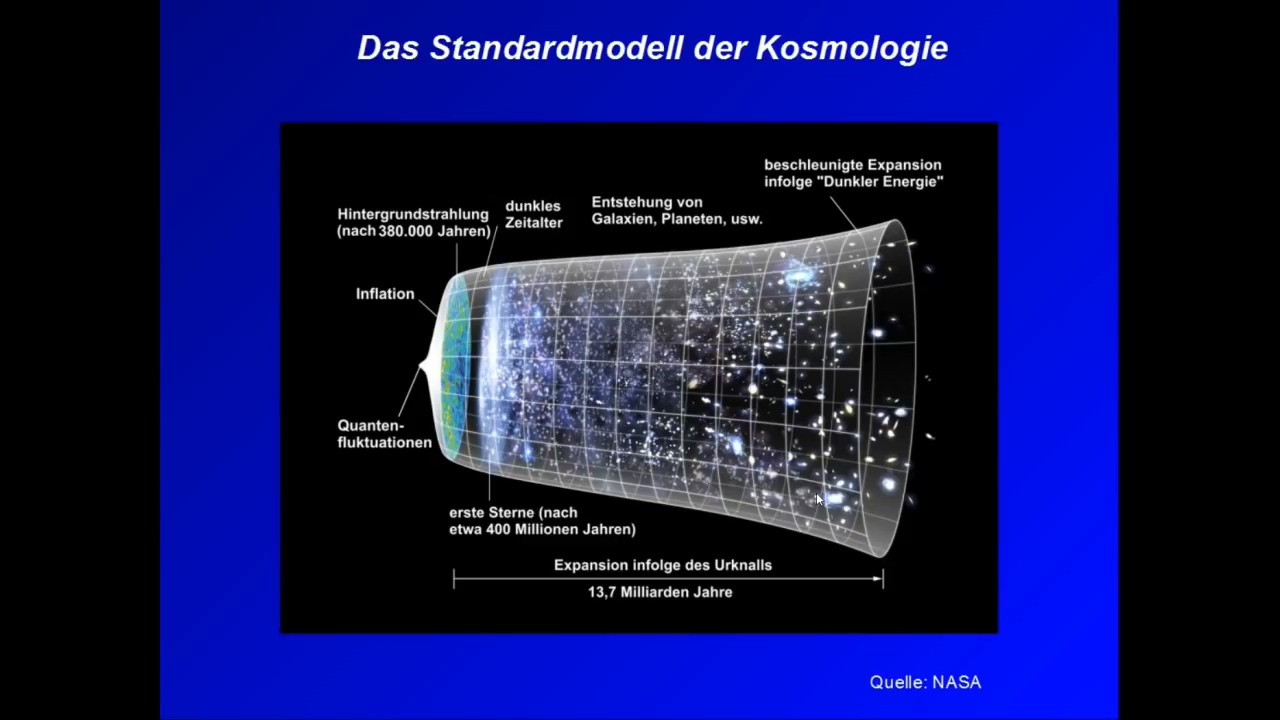 Das Standardmodell der Kosmologie
beschleunigte Expansion
infolge "Dunkler Energie"
Entstehung von
Galaxien, Planeten, usw.
dunkles
Zeitalter
Hintergrundstrahlung
(nach 380.000 Jahren)
Inflation
Quanten-
fluktuationen
erste Sterne (nach
etwa 400 Millionen Jahren)
Expansion infolge des Urknalls
13,7 Milliarden Jahre
Quelle: NASA